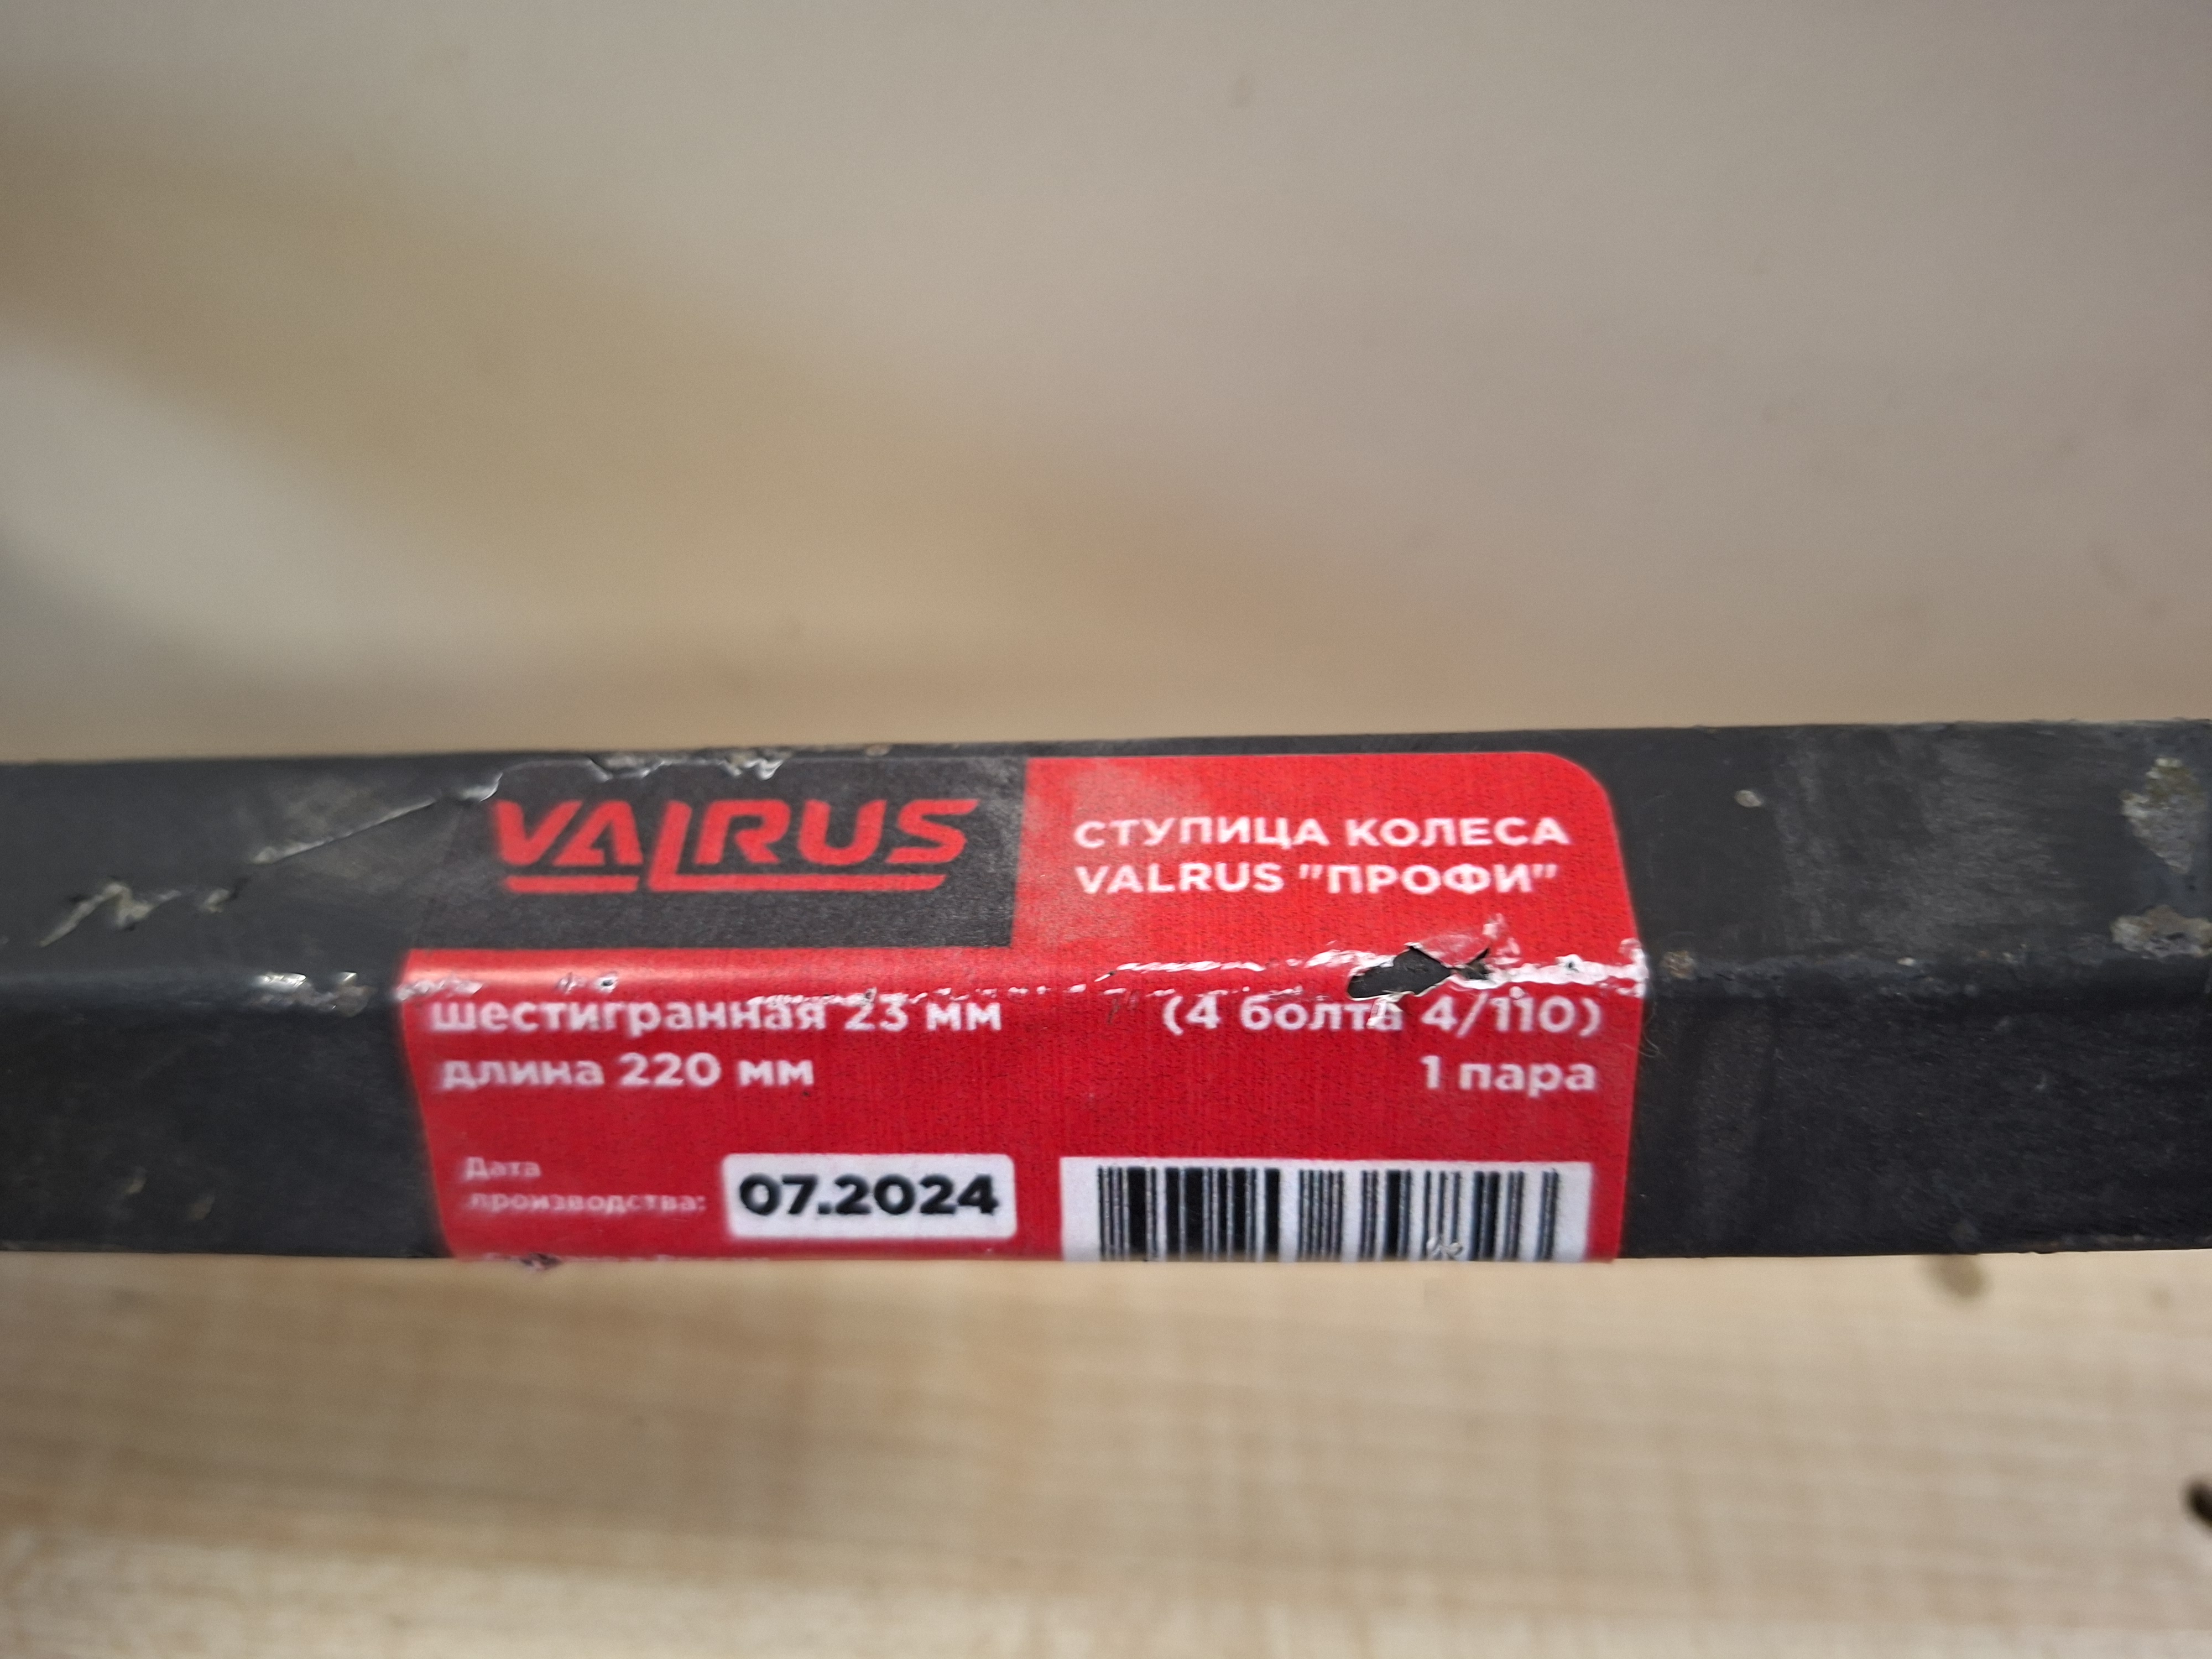 VALRUS
СТУПИЦА КОЛЕСА
VALRUS "ПРОФИ"
шестигранная 23 мм
(4 болта 4/110)
длина 220 мм
1 пара
Дата
производства:
07.2024